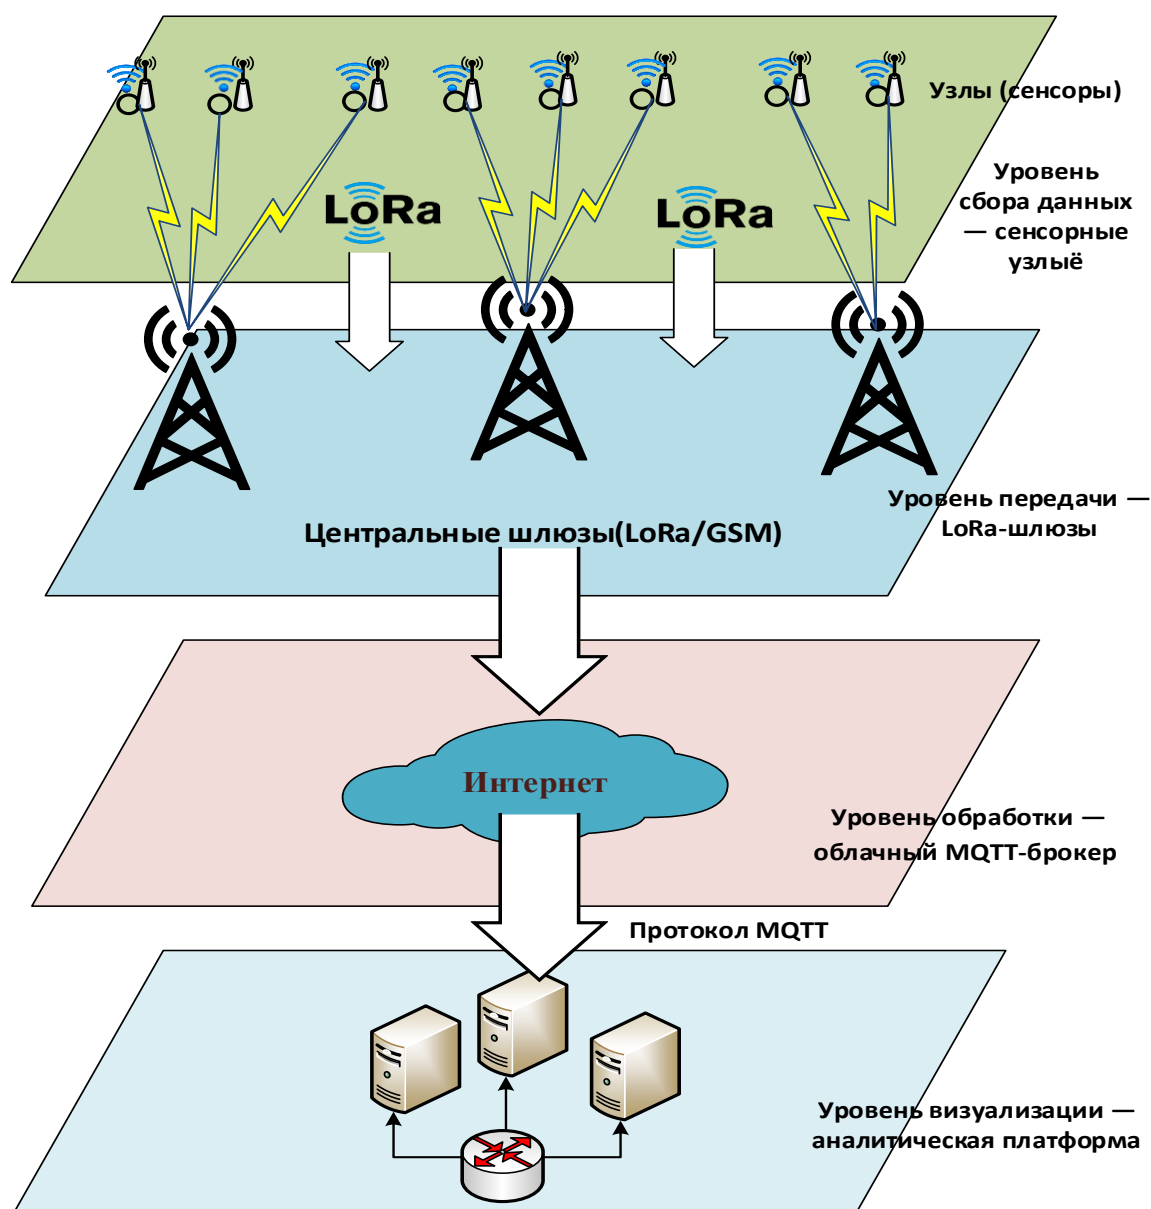 Узлы (сенсоры)
Уровень
сбора данных
— сенсорные
узлыё
LoRa
LoRa
Уровень передачи —
LoRa-шлюзы
Центральные шлюзы(LoRa/GSM)
Интернет
Уровень обработки —
облачный MQTT-брокер
Протокол MQTT
Уровень визуализации —
аналитическая платформа